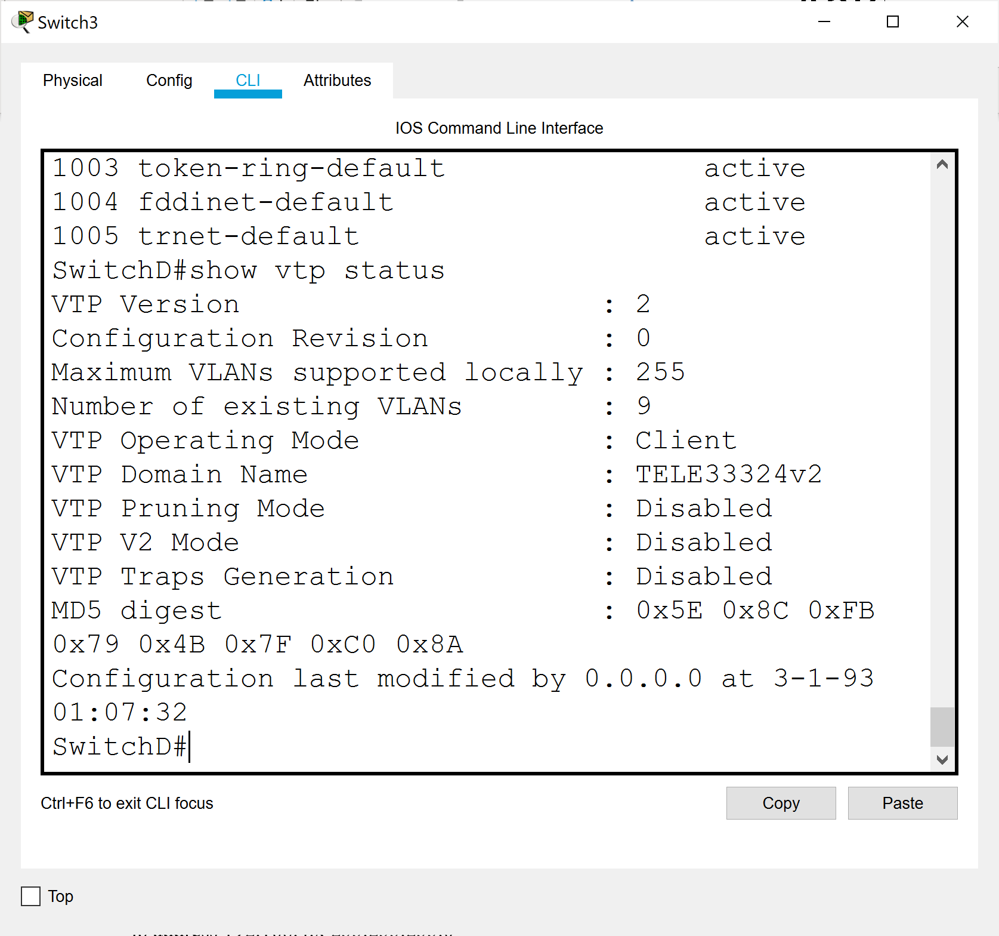 Switch3
Physical Config CLI Attributes
IOS Command Line Interface
1003 token-ring-default active
1004 fddinet-default active
1005 trnet-default active
SwitchD#show vtp status
VTP Version : 2
Configuration Revision : 0
Maximum VLANs supported locally : 255
Number of existing VLANs : 9
VTP Operating Mode : Client
VTP Domain Name : TELE33324v2
VTP Pruning Mode : Disabled
VTP V2 Mode : Disabled
VTP Traps Generation : Disabled
MD5 digest : 0x5E 0x8C 0xFB
0x79 0x4B 0x7F 0xC0 0x8A
Configuration last modified by 0.0.0.0 at 3-1-93
01:07:32
SwitchD#
Ctrl+F6 to exit CLI focus
Copy Paste
Top